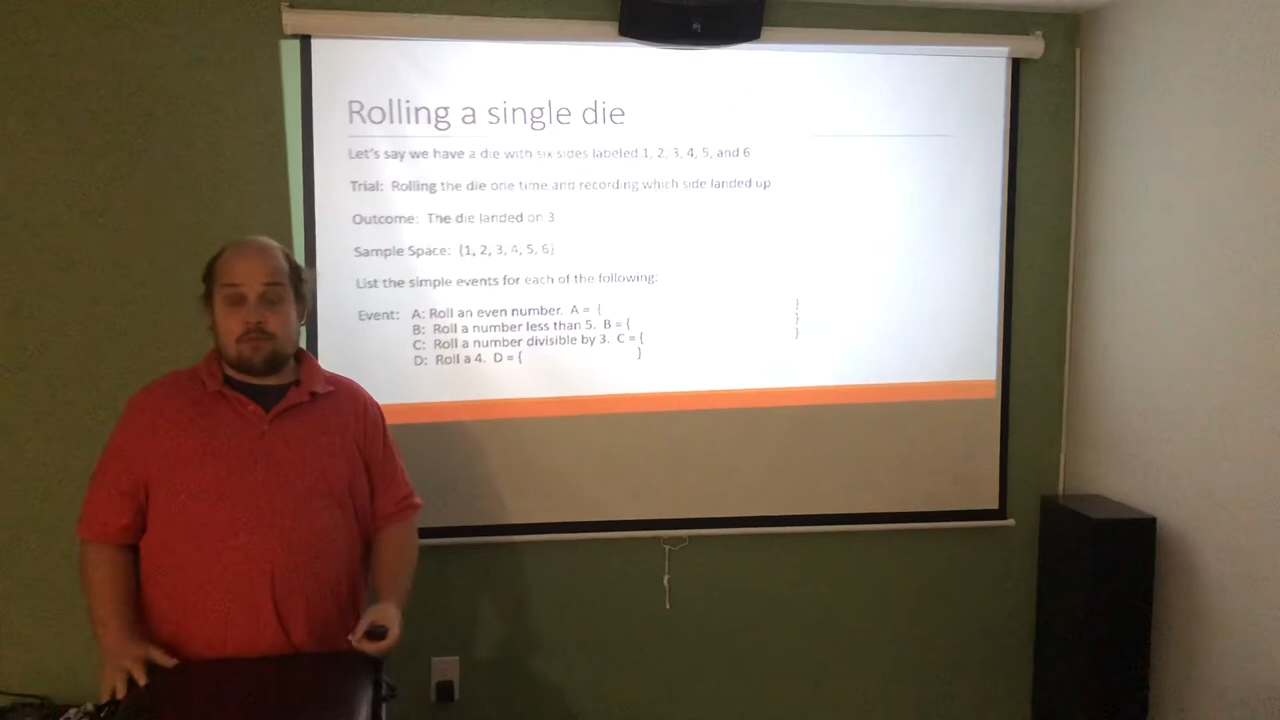 Rolling a single die
Let's say we have a die with six sides labeled 1, 2, 3, 4, 5, and 6
Trial: Rolling the die one time and recording which side landed up
Outcome: The die landed on 3
Sample Space: {1, 2, 3, 4, 5, 6}
List the simple events for each of the following:
Event: A: Roll an even number. A = { }
B: Roll a number less than 5. B = { }
C: Roll a number divisible by 3. C = { }
D: Roll a 4. D = { }